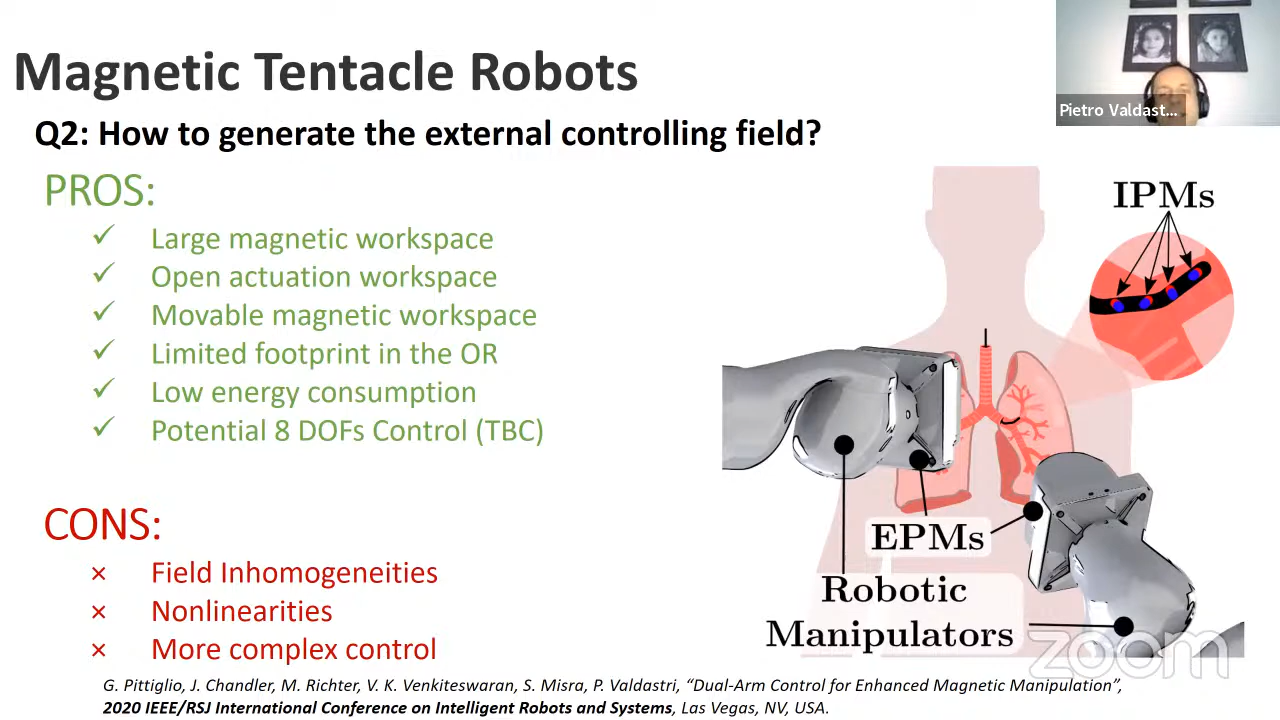 Magnetic Tentacle Robots
Pietro Valdast...
Q2: How to generate the external controlling field?
PROS:
✓ Large magnetic workspace
✓ Open actuation workspace
✓ Movable magnetic workspace
✓ Limited footprint in the OR
✓ Low energy consumption
✓ Potential 8 DOFs Control (TBC)
CONS:
× Field Inhomogeneities
× Nonlinearities
× More complex control
IPMs
EPMs
Robotic
Manipulators
zoom
G. Pittiglio, J. Chandler, M. Richter, V. K. Venkiteswaran, S. Misra, P. Valdastri, “Dual-Arm Control for Enhanced Magnetic Manipulation”,
2020 IEEE/RSJ International Conference on Intelligent Robots and Systems, Las Vegas, NV, USA.